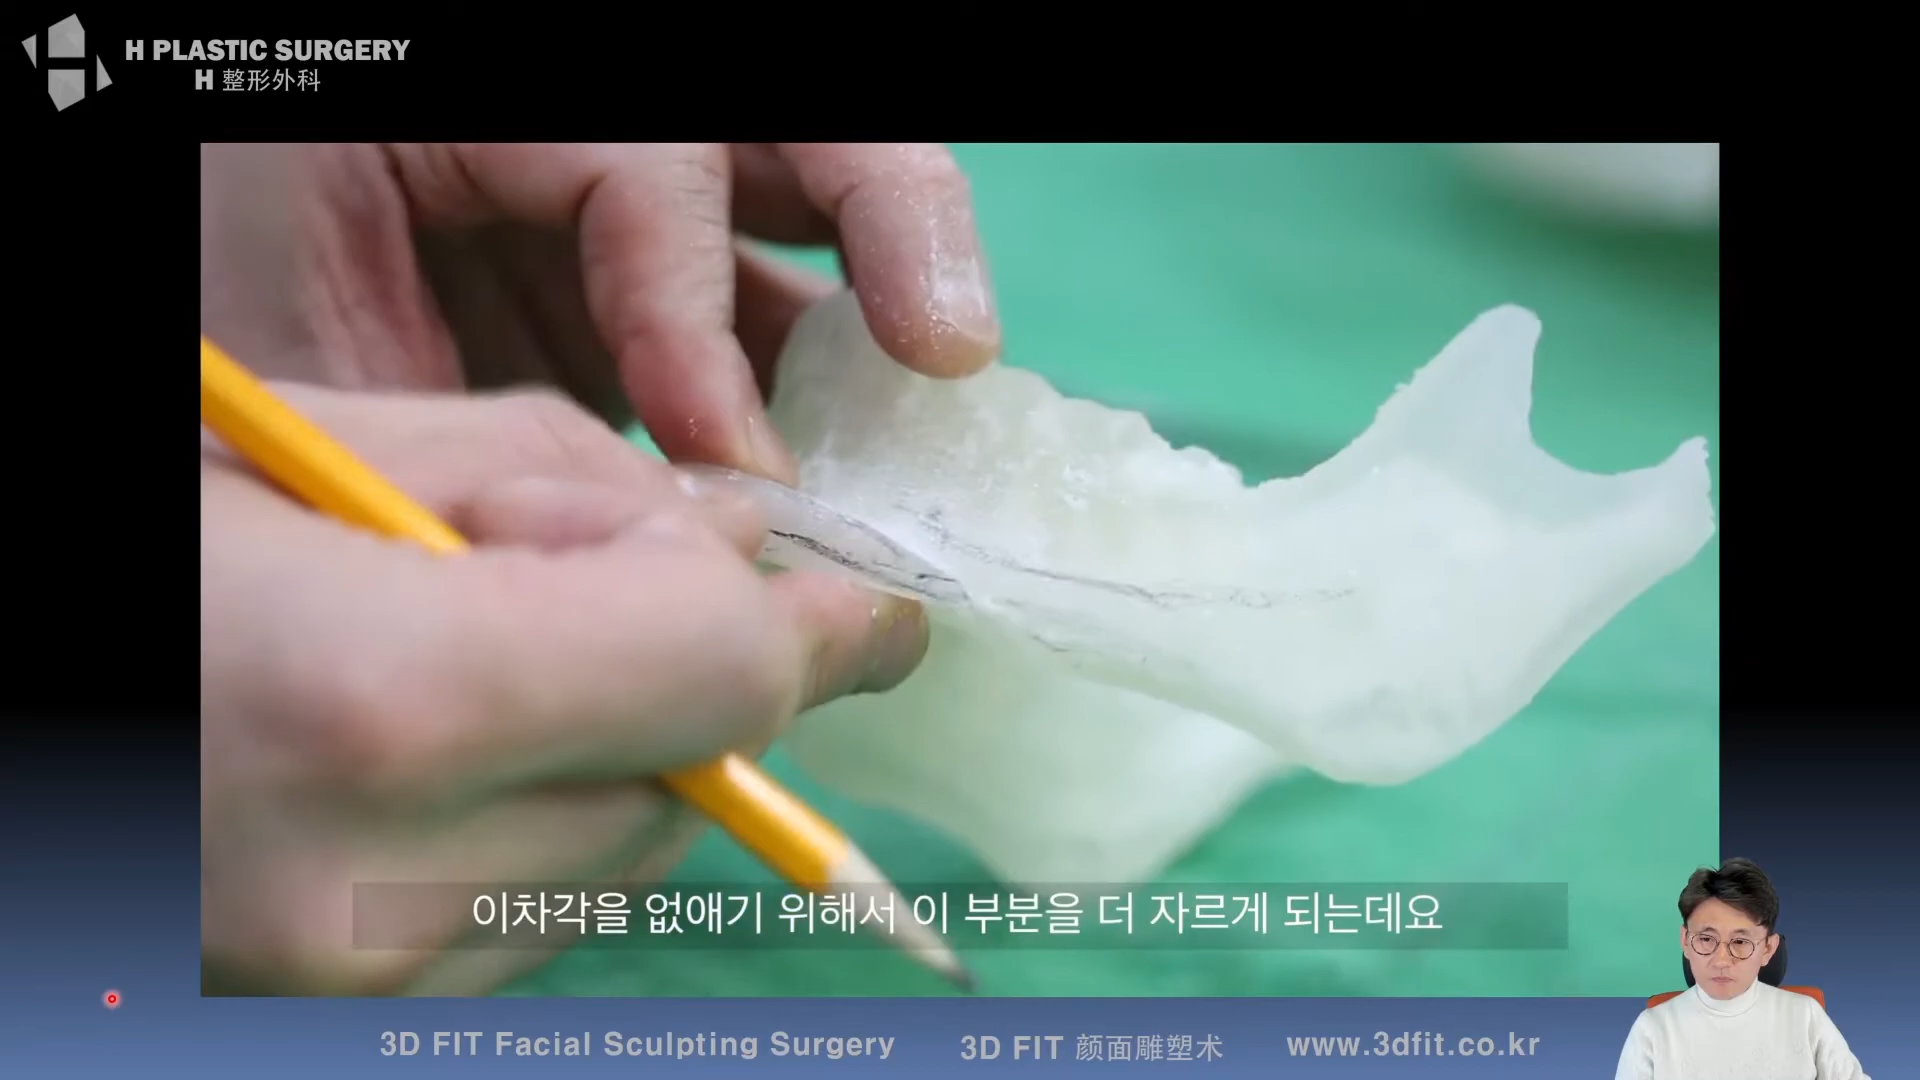 H PLASTIC SURGERY
H 整形外科
이차각을 없애기 위해서 이 부분을 더 자르게 되는데요
3D FIT Facial Sculpting Surgery 3D FIT 颜面雕塑术 www.3dfit.co.kr